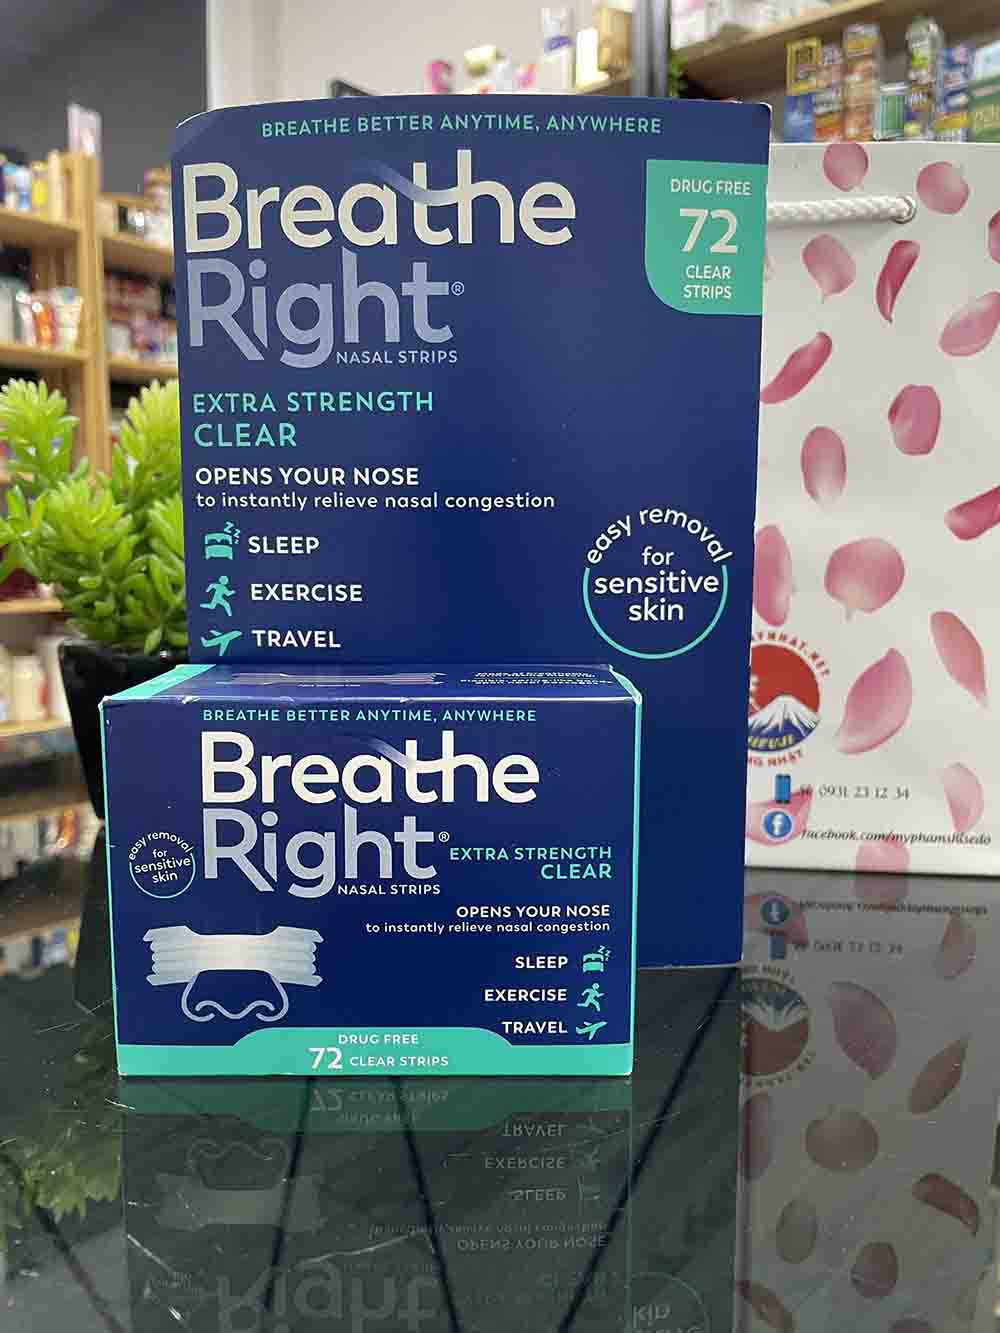 BREATHE BETTER ANYTIME, ANYWHERE
Breathe
Right®
NASAL STRIPS
DRUG FREE
72
CLEAR
STRIPS
EXTRA STRENGTH
CLEAR
OPENS YOUR NOSE
to instantly relieve nasal congestion
SLEEP
EXERCISE
TRAVEL
easy removal
for
sensitive
skin
BREATHE BETTER ANYTIME, ANYWHERE
Breathe
Right®
NASAL STRIPS
easy removal
for
sensitive
skin
EXTRA STRENGTH
CLEAR
OPENS YOUR NOSE
to instantly relieve nasal congestion
SLEEP
EXERCISE
TRAVEL
DRUG FREE
72 CLEAR STRIPS
0931 23 12 34
facebook.com/myphamshisedo